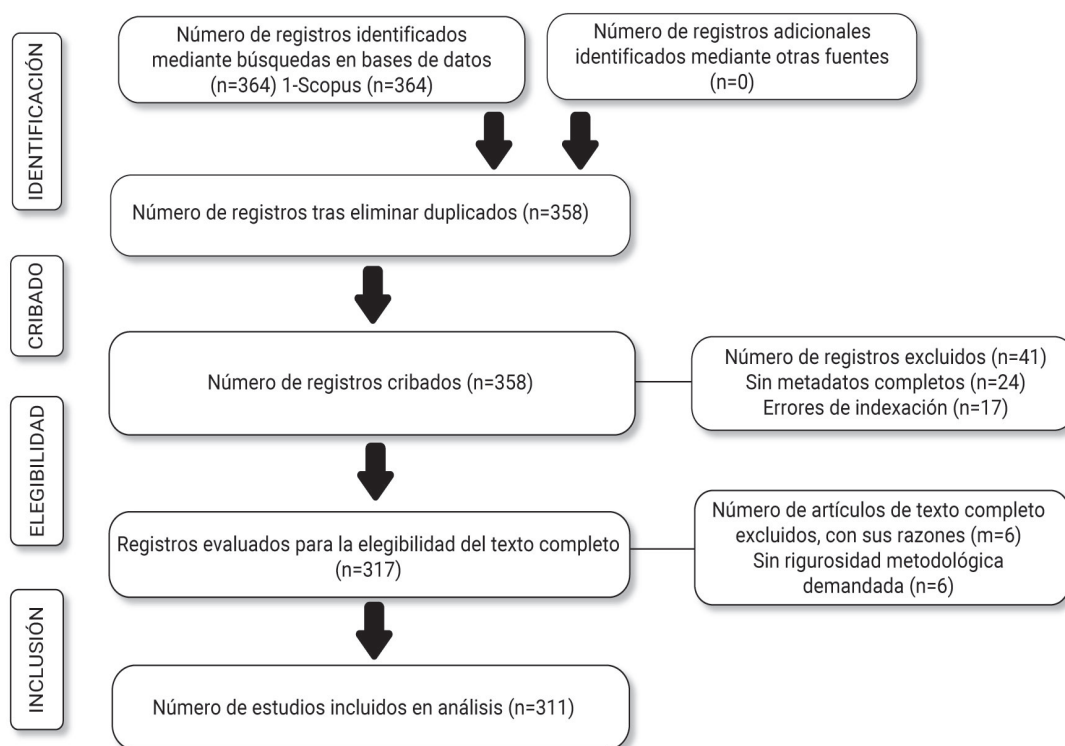 IDENTIFICACIÓN
Número de registros identificados
mediante búsquedas en bases de datos
(n=364) 1-Scopus (n=364)
Número de registros adicionales
identificados mediante otras fuentes
(n=0)
Número de registros tras eliminar duplicados (n=358)
CRIBADO
Número de registros cribados (n=358)
Número de registros excluidos (n=41)
Sin metadatos completos (n=24)
Errores de indexación (n=17)
ELEGIBILIDAD
Registros evaluados para la elegibilidad del texto completo
(n=317)
Número de artículos de texto completo
excluidos, con sus razones (m=6)
Sin rigurosidad metodológica
demandada (n=6)
INCLUSIÓN
Número de estudios incluidos en análisis (n=311)